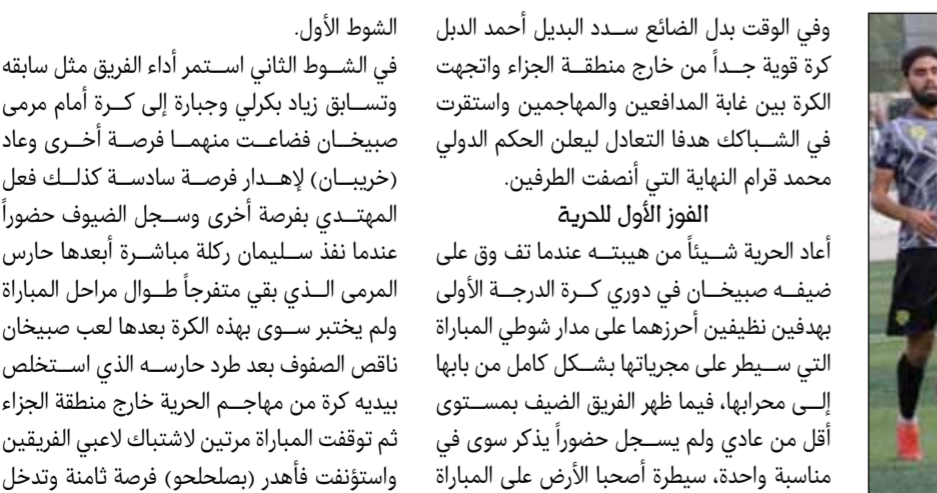 وفي الوقت بدل الضائع سدد البديل أحمد الدبل
كرة قوية جداً من خارج منطقة الجزاء واتجهت
الكرة بين غابة المدافعين والمهاجمين واستقرت
في الشباكك هدفا التعادل ليعلن الحكم الدولي
محمد قرام النهاية التي أنصفت الطرفين.
الفوز الأول للحرية
أعاد الحرية شيئاً من هيبته عندما تف وق على
ضيفه صبيخان في دوري كرة الدرجة الأولى
بهدفين نظيفين أحرزهما على مدار شوطي المباراة
التي سيطر على مجرياتها بشكل كامل من بابها
إلى محرابها، فيما ظهر الفريق الضيف بمستوى
أقل من عادي ولم يسجل حضوراً يذكر سوى في
مناسبة واحدة، سيطرة أصحبا الأرض على المباراة
الشوط الأول.
في الشوط الثاني استمر أداء الفريق مثل سابقه
وتسابق زياد بكرلي وجبارة إلى كرة أمام مرمى
صبيخان فضاعت منهما فرصة أخرى وعاد
(خريبان) لإهدار فرصة سادسة كذلك فعل
المهتدي بفرصة أخرى وسجل الضيوف حضوراً
عندما نفذ سليمان ركلة مباشرة أبعدها حارس
المرمى الذي بقي متفرجاً طوال مراحل المباراة
ولم يختبر سوى بهذه الكرة بعدها لعب صبيخان
ناقص الصفوف بعد طرد حارسه الذي استخلص
بيديه كرة من مهاجم الحرية خارج منطقة الجزاء
ثم توقفت المباراة مرتين لاشتباك لاعبي الفريقين
واستؤنفت فأهدر (بصلحلحو) فرصة ثامنة وتدخل